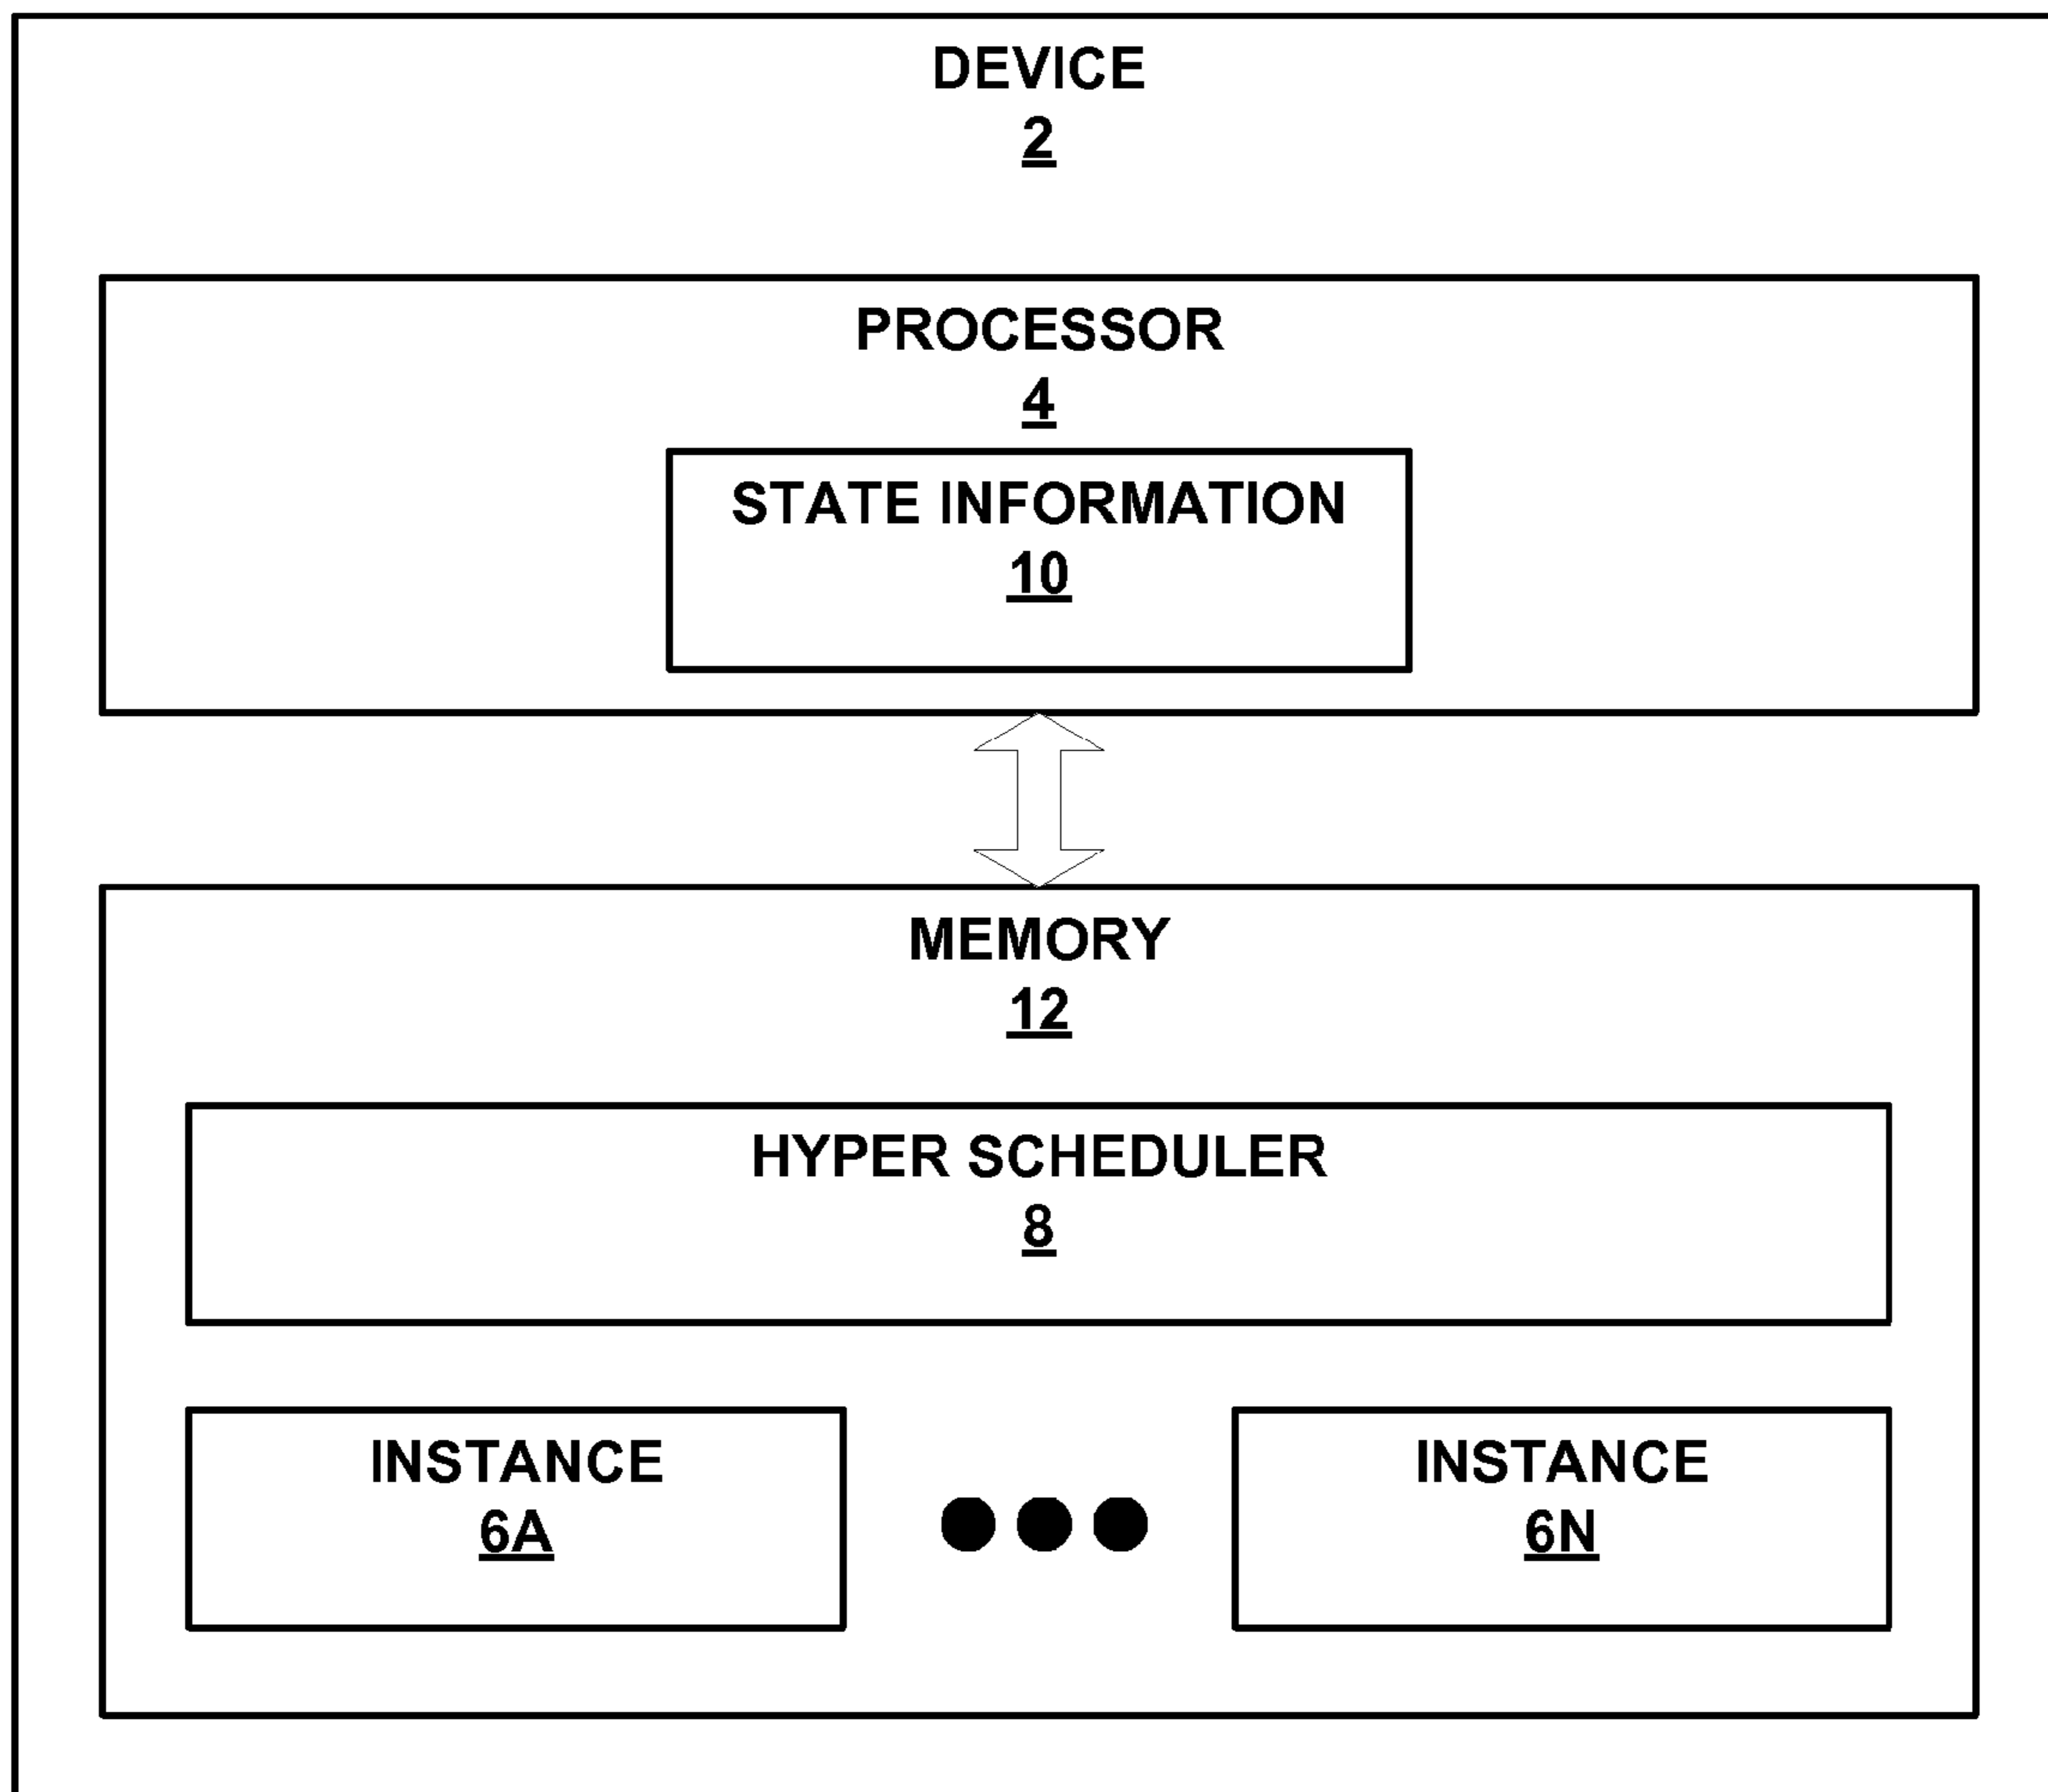 DEVICE
2
PROCESSOR
4
STATE INFORMATION
10
MEMORY
12
HYPER SCHEDULER
8
INSTANCE
6A
INSTANCE
6N